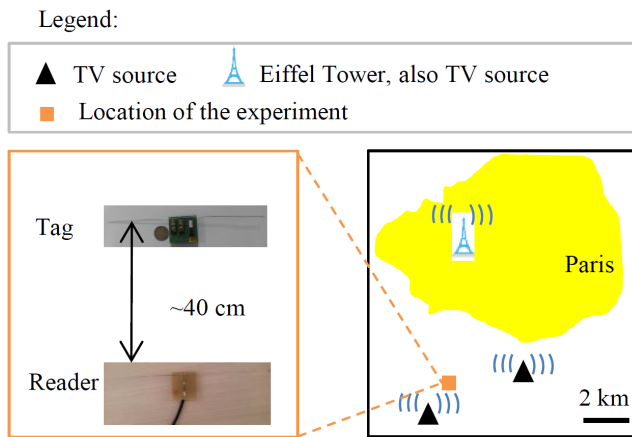 Legend:
TV source
Eiffel Tower, also TV source
Location of the experiment
Tag
~40 cm
Reader
Paris
2 km